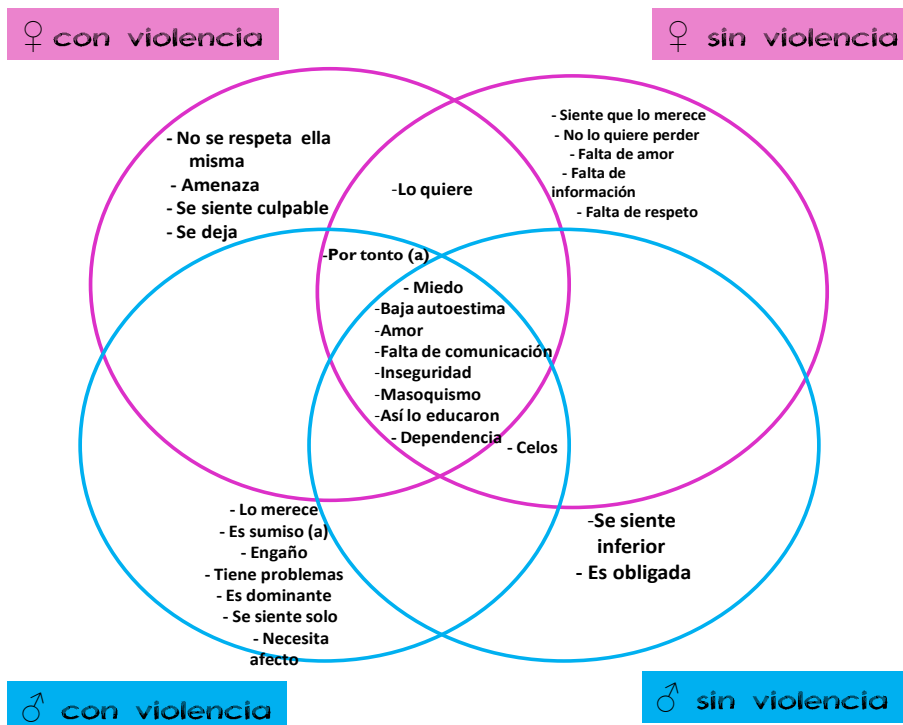 ♀ con violencia
♀ sin violencia
- No se respeta ella
misma
- Amenaza
- Se siente culpable
- Se deja
-Lo quiere
- Siente que lo merece
- No lo quiere perder
- Falta de amor
- Falta de
información
- Falta de respeto
-Por tonto (a)
- Miedo
-Baja autoestima
-Amor
-Falta de comunicación
-Inseguridad
-Masoquismo
-Así lo educaron
- Dependencia
- Celos
- Lo merece
- Es sumiso (a)
- Engaño
- Tiene problemas
- Es dominante
- Se siente solo
- Necesita
afecto
-Se siente
inferior
- Es obligada
♂ con violencia
♂ sin violencia